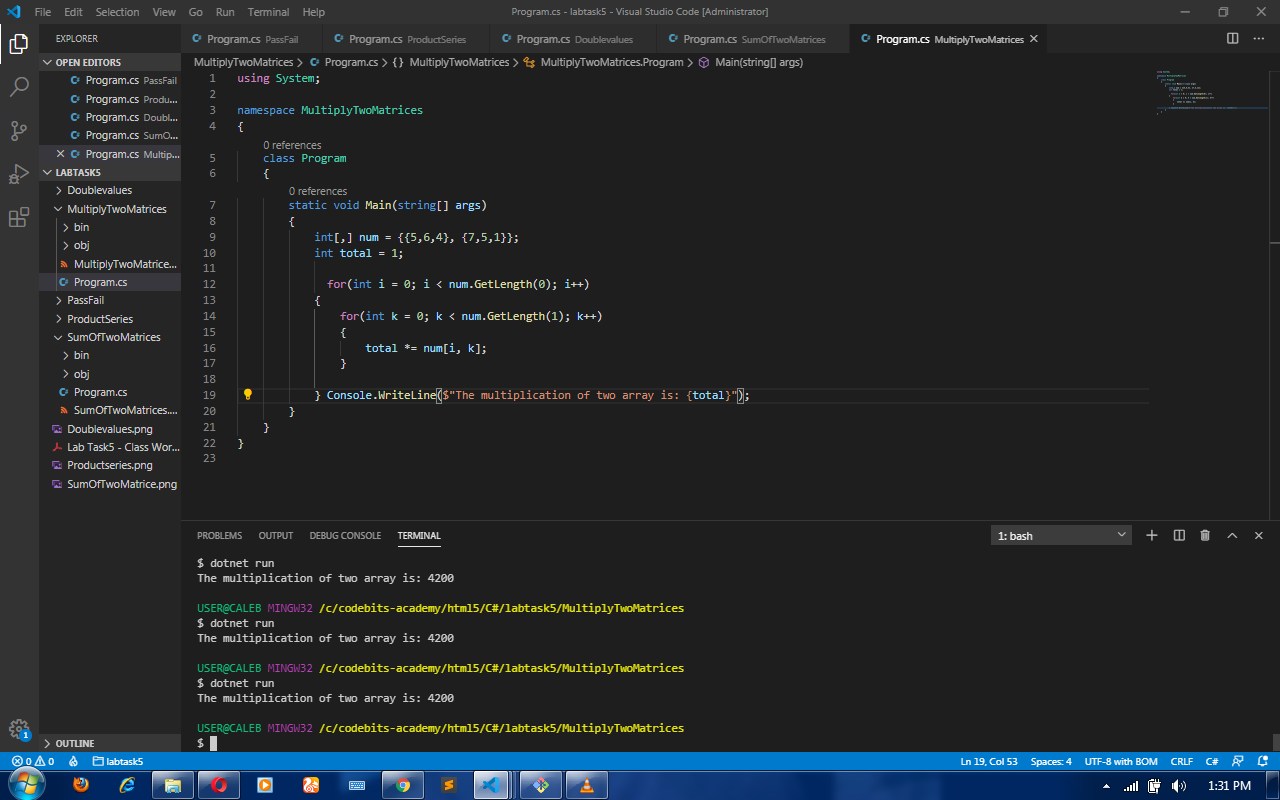 File Edit Selection View Go Run Terminal Help Program.cs - labtask5 - Visual Studio Code [Administrator]
EXPLORER
OPEN EDITORS
Program.cs PassFail
Program.cs Produ...
Program.cs Doubl...
Program.cs SumO...
Program.cs Multip...
LABTASK5
Doublevalues
MultiplyTwoMatrices
bin
obj
MultiplyTwoMatrice...
Program.cs
PassFail
ProductSeries
SumOfTwoMatrices
bin
obj
Program.cs
SumOfTwoMatrices....
Doublevalues.png
Lab Task5 - Class Wor...
Productseries.png
SumOfTwoMatrice.png
OUTLINE
Program.cs PassFail Program.cs ProductSeries Program.cs Doublevalues Program.cs SumOfTwoMatrices Program.cs MultiplyTwoMatrices
MultiplyTwoMatrices > Program.cs > {} MultiplyTwoMatrices > MultiplyTwoMatrices.Program > Main(string[] args)
1 using System;
2
3 namespace MultiplyTwoMatrices
4 {
0 references
5 class Program
6 {
0 references
7 static void Main(string[] args)
8 {
9 int[,] num = {{5,6,4}, {7,5,1}};
10 int total = 1;
11
12 for(int i = 0; i < num.GetLength(0); i++)
13 {
14 for(int k = 0; k < num.GetLength(1); k++)
15 {
16 total *= num[i, k];
17 }
18
19 } Console.WriteLine($"The multiplication of two array is: {total}");
20 }
21 }
22 }
23
PROBLEMS OUTPUT DEBUG CONSOLE TERMINAL 1: bash
$ dotnet run
The multiplication of two array is: 4200
USER@CALEB MINGW32 /c/codebits-academy/html5/C#/labtask5/MultiplyTwoMatrices
$ dotnet run
The multiplication of two array is: 4200
USER@CALEB MINGW32 /c/codebits-academy/html5/C#/labtask5/MultiplyTwoMatrices
$ dotnet run
The multiplication of two array is: 4200
USER@CALEB MINGW32 /c/codebits-academy/html5/C#/labtask5/MultiplyTwoMatrices
$
1
0 0 labtask5 Ln 19, Col 53 Spaces: 4 UTF-8 with BOM CRLF C#
1:31 PM